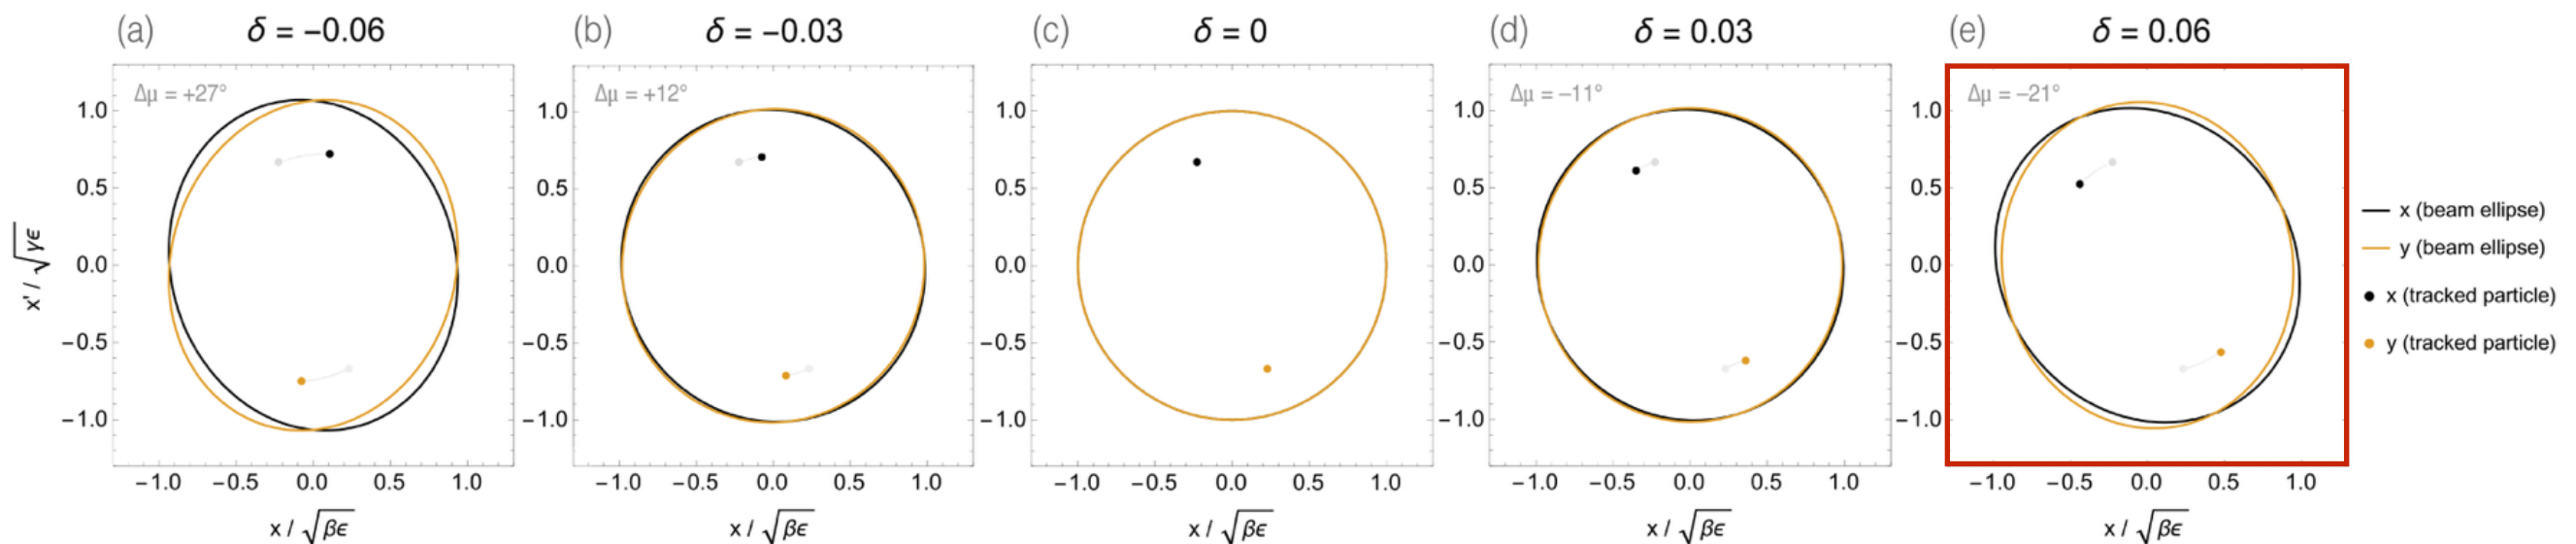 (a) δ = −0.06
(b) δ = −0.03
(c) δ = 0
(d) δ = 0.03
(e) δ = 0.06
Δμ = +27°
Δμ = +12°
Δμ = −11°
Δμ = −21°
x' / √γϵ
1.0
0.5
0.0
−0.5
−1.0
1.0
0.5
0.0
−0.5
−1.0
1.0
0.5
0.0
−0.5
−1.0
1.0
0.5
0.0
−0.5
−1.0
1.0
0.5
0.0
−0.5
−1.0
−1.0 −0.5 0.0 0.5 1.0
−1.0 −0.5 0.0 0.5 1.0
−1.0 −0.5 0.0 0.5 1.0
−1.0 −0.5 0.0 0.5 1.0
−1.0 −0.5 0.0 0.5 1.0
x / √βϵ
x / √βϵ
x / √βϵ
x / √βϵ
x / √βϵ
x (beam ellipse)
y (beam ellipse)
x (tracked particle)
y (tracked particle)